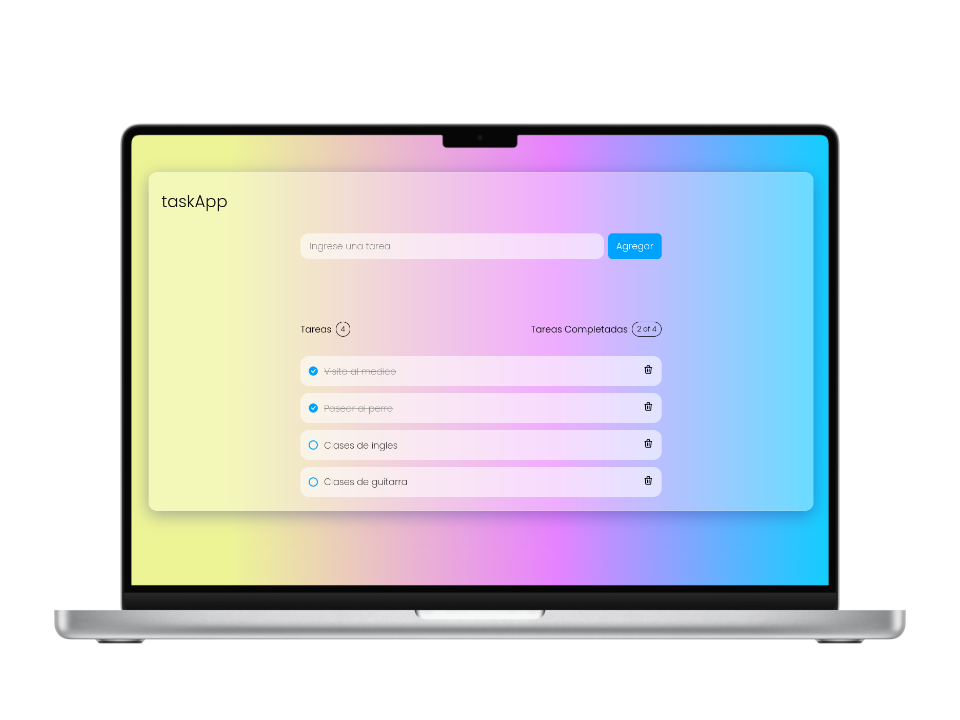 taskApp
Ingrese una tarea Agregar
Tareas 4 Tareas Completadas 2 of 4
Visita al medico
Pasear al perro
Clases de ingles
Clases de guitarra